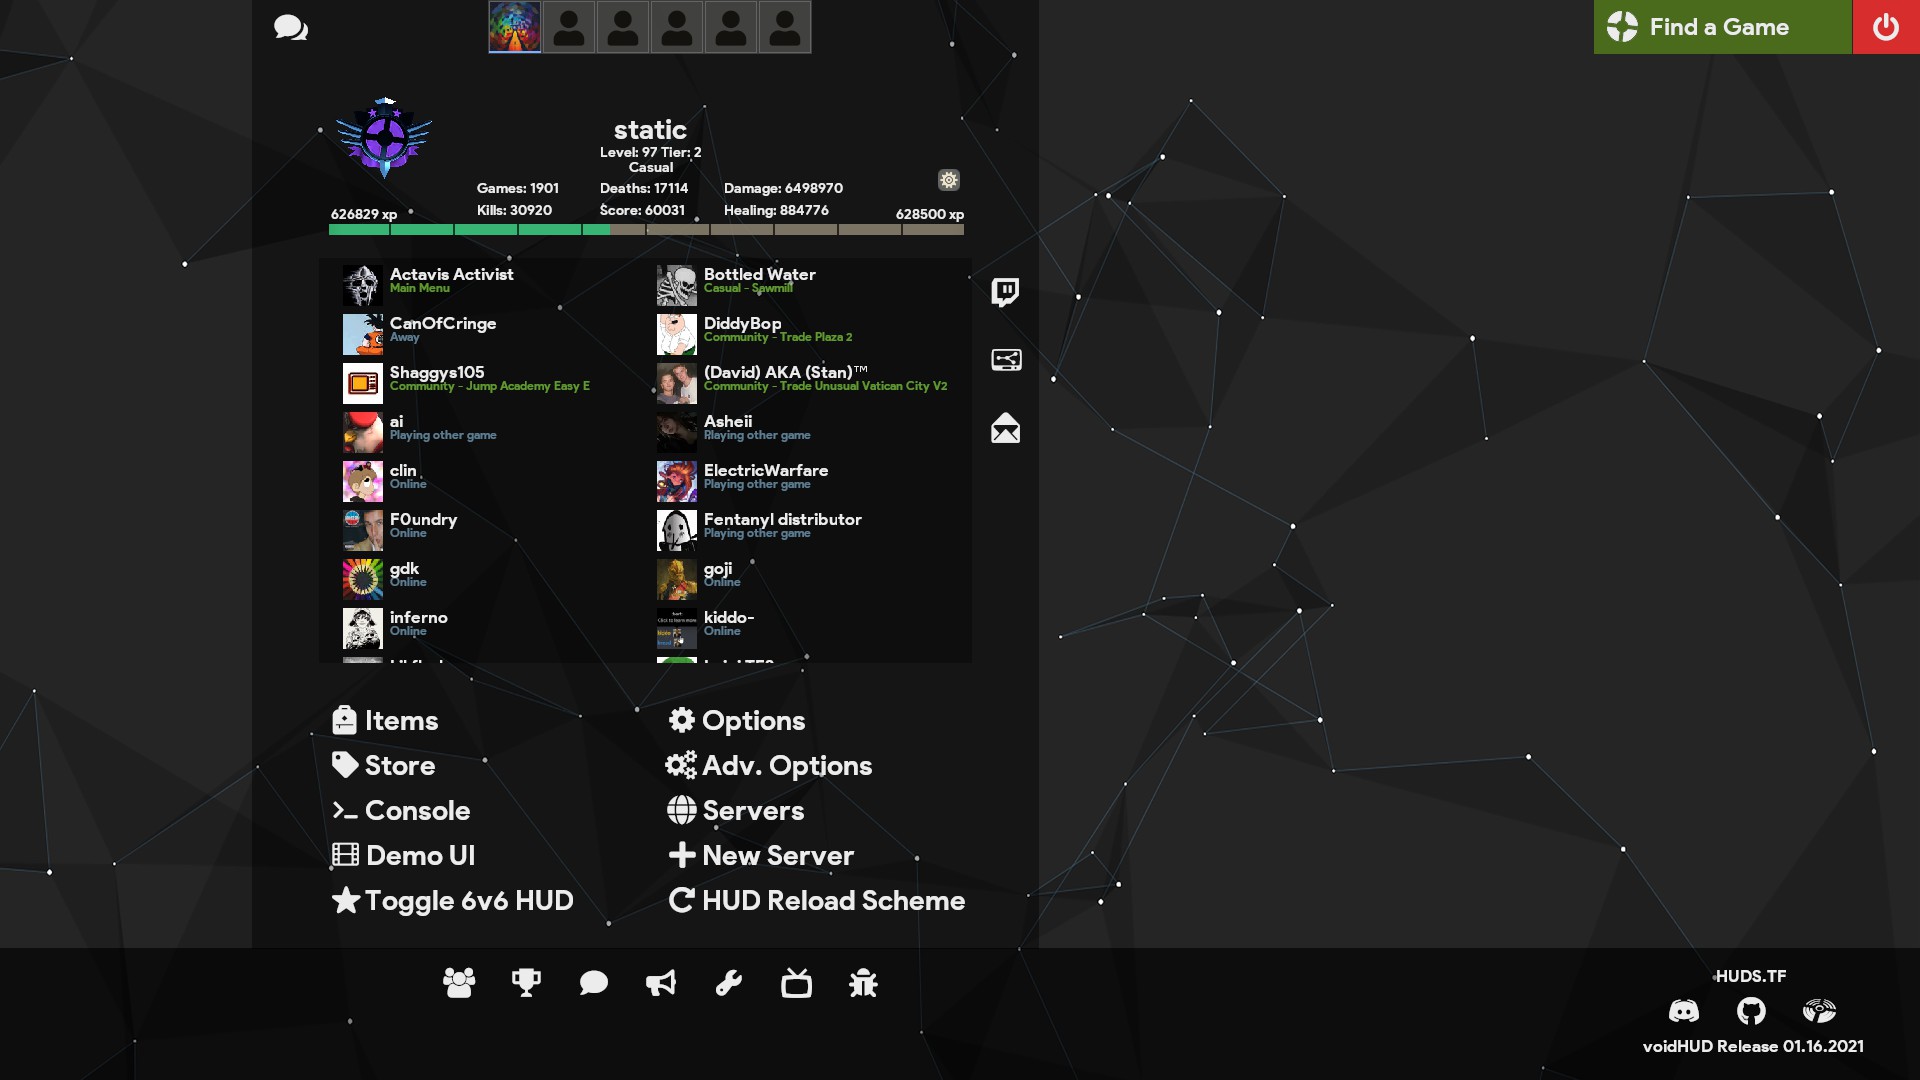 Find a Game
static
Level: 97 Tier: 2
Casual
Games: 1901 Deaths: 17114 Damage: 6498970
Kills: 30920 Score: 60031 Healing: 884776
626829 xp 628500 xp
Actavis Activist
Main Menu
Bottled Water
Casual - Sawmill
CanOfCringe
Away
DiddyBop
Community - Trade Plaza 2
Shaggys105
Community - Jump Academy Easy E
(David) AKA (Stan)™
Community - Trade Unusual Vatican City V2
ai
Playing other game
Asheii
Playing other game
clin
Online
ElectricWarfare
Playing other game
F0undry
Online
Fentanyl distributor
Playing other game
gdk
Online
goji
Online
inferno
Online
kiddo-
Online
Items
Options
Store
Adv. Options
Console
Servers
Demo UI
New Server
Toggle 6v6 HUD
HUD Reload Scheme
HUDS.TF
voidHUD Release 01.16.2021